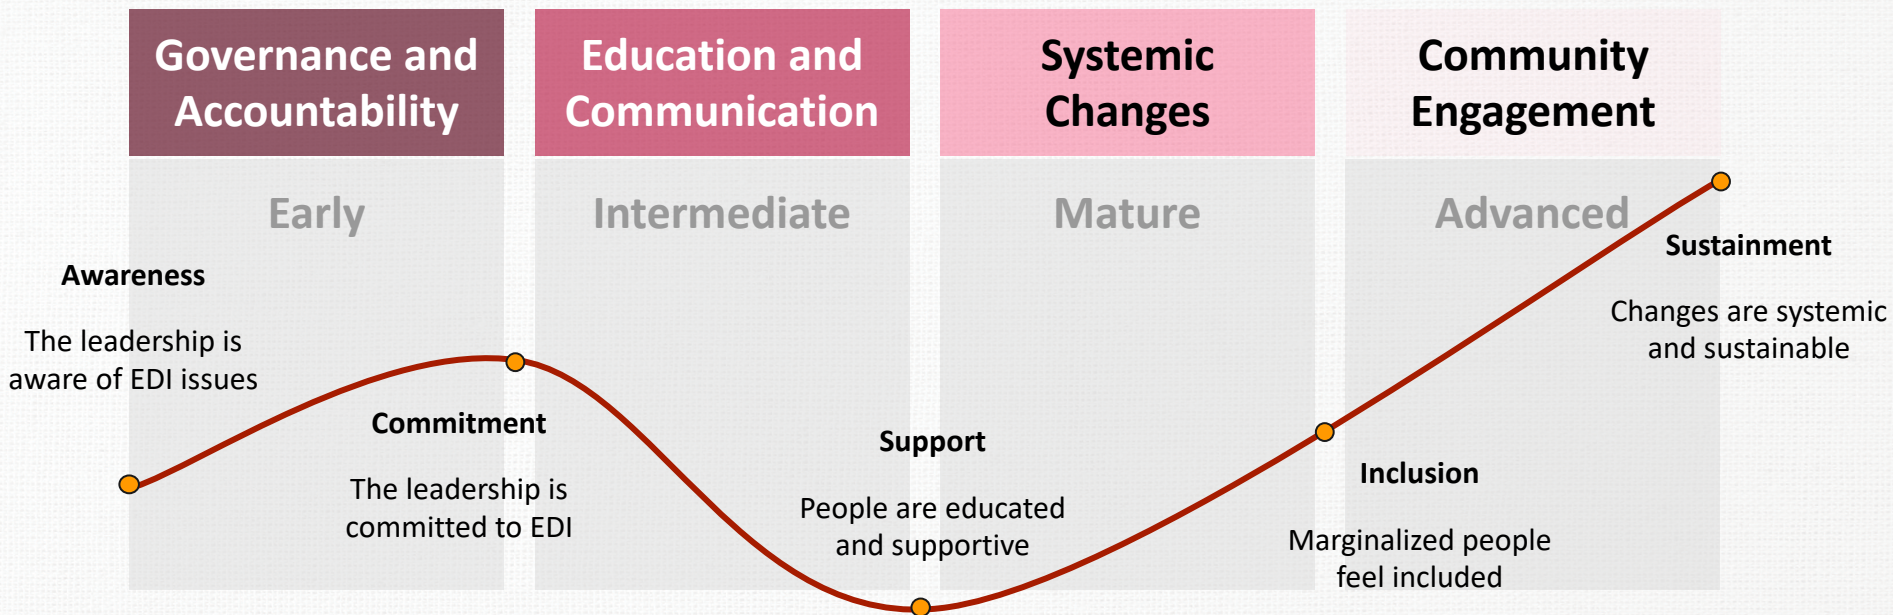 Governance and
Accountability
Education and
Communication
Systemic
Changes
Community
Engagement
Early
Intermediate
Mature
Advanced
Awareness
The leadership is
aware of EDI issues
Commitment
The leadership is
committed to EDI
Support
People are educated
and supportive
Inclusion
Marginalized people
feel included
Sustainment
Changes are systemic
and sustainable